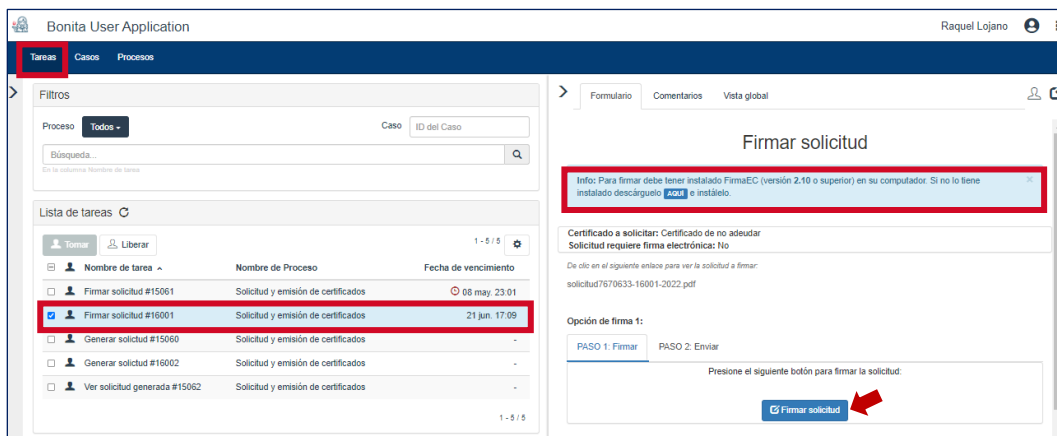 Bonita User Application
Raquel Lojano
Tareas Casos Procesos
Filtros
Proceso Todos Caso ID del Caso
Búsqueda...
En la columna Nombre de tarea
Lista de tareas
Tomar Liberar 1 - 5 / 5
Nombre de tarea Nombre de Proceso Fecha de vencimiento
Firmar solicitud #15061 Solicitud y emisión de certificados 08 may. 23:01
Firmar solicitud #16001 Solicitud y emisión de certificados 21 jun. 17:09
Generar solictud #15060 Solicitud y emisión de certificados -
Generar solictud #16002 Solicitud y emisión de certificados -
Ver solicitud generada #15062 Solicitud y emisión de certificados -
1 - 5 / 5
Formulario Comentarios Vista global
Firmar solicitud
Info: Para firmar debe tener instalado FirmaEC (versión 2.10 o superior) en su computador. Si no lo tiene
instalado descárguelo AQUÍ e instálelo.
×
Certificado a solicitar: Certificado de no adeudar
Solicitud requiere firma electrónica: No
De clic en el siguiente enlace para ver la solicitud a firmar:
solicitud7670633-16001-2022.pdf
Opción de firma 1:
PASO 1: Firmar PASO 2: Enviar
Presione el siguiente botón para firmar la solicitud:
Firmar solicitud